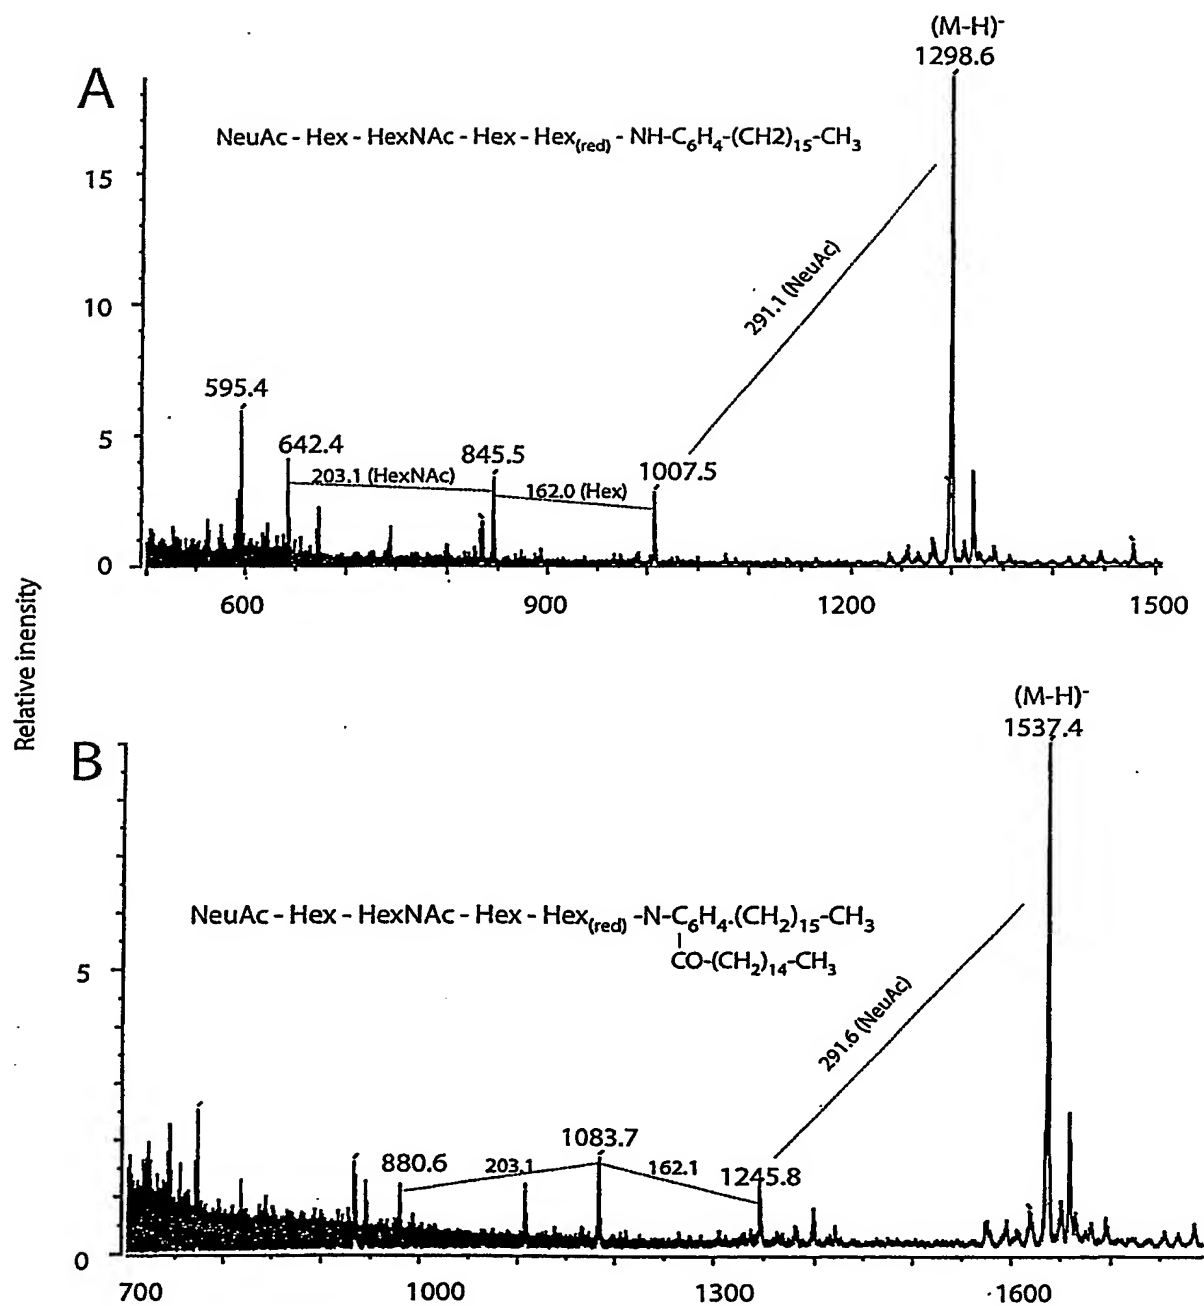 A
(M-H)-
1298.6
NeuAc - Hex - HexNAc - Hex - Hex(red) - NH-C6H4-(CH2)15-CH3
15
10
5
0
291.1 (NeuAc)
595.4
642.4
845.5
1007.5
203.1 (HexNAc)
162.0 (Hex)
600
900
1200
1500
Relative inensity
B
(M-H)-
1537.4
NeuAc - Hex - HexNAc - Hex - Hex(red) -N-C6H4-(CH2)15-CH3
CO-(CH2)14-CH3
5
0
291.6 (NeuAc)
880.6
203.1
1083.7
162.1
1245.8
700
1000
1300
1600